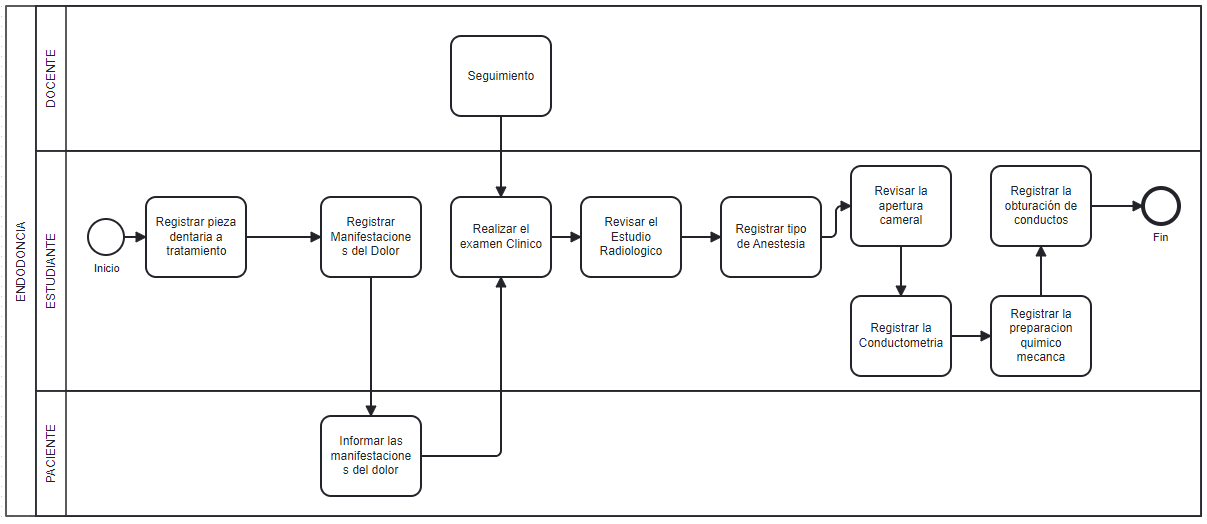 ENDODONCIA
DOCENTE
Seguimiento
ESTUDIANTE
Inicio
Registrar pieza
dentaria a
tratamiento
Registrar
Manifestacione
s del Dolor
Realizar el
examen Clinico
Revisar el
Estudio
Radiologico
Registrar tipo
de Anestesia
Revisar la
apertura
cameral
Registrar la
Conductometria
Registrar la
preparacion
quimico
mecanca
Registrar la
obturación de
conductos
Fin
PACIENTE
Informar las
manifestacione
s del dolor